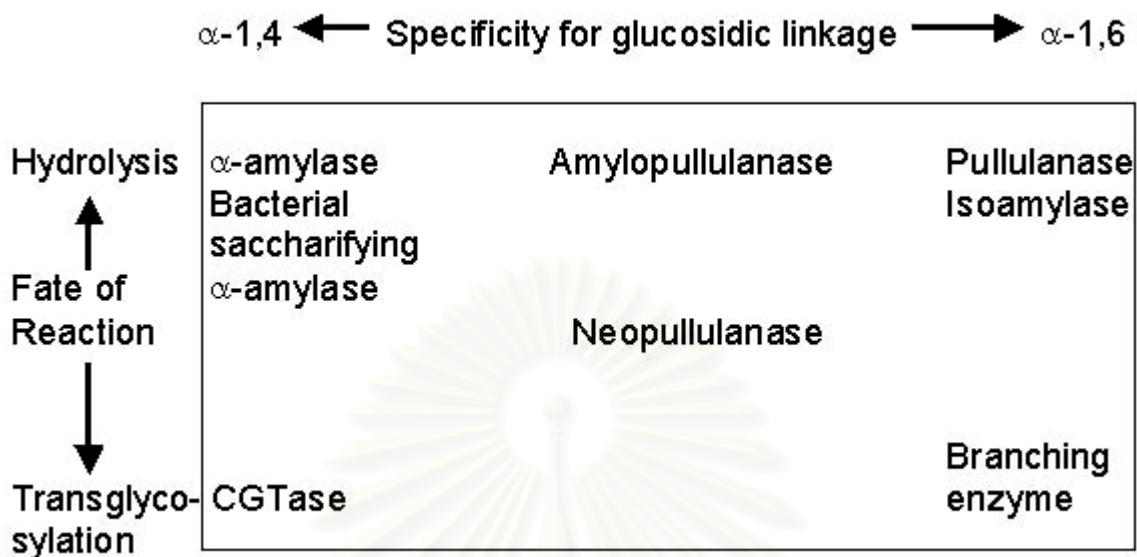 α-1,4 Specificity for glucosidic linkage α-1,6
Hydrolysis α-amylase Amylopullulanase Pullulanase
Bacterial Isoamylase
saccharifying
Fate of α-amylase
Reaction Neopullulanase
Branching
Transglyco- CGTase enzyme
sylation